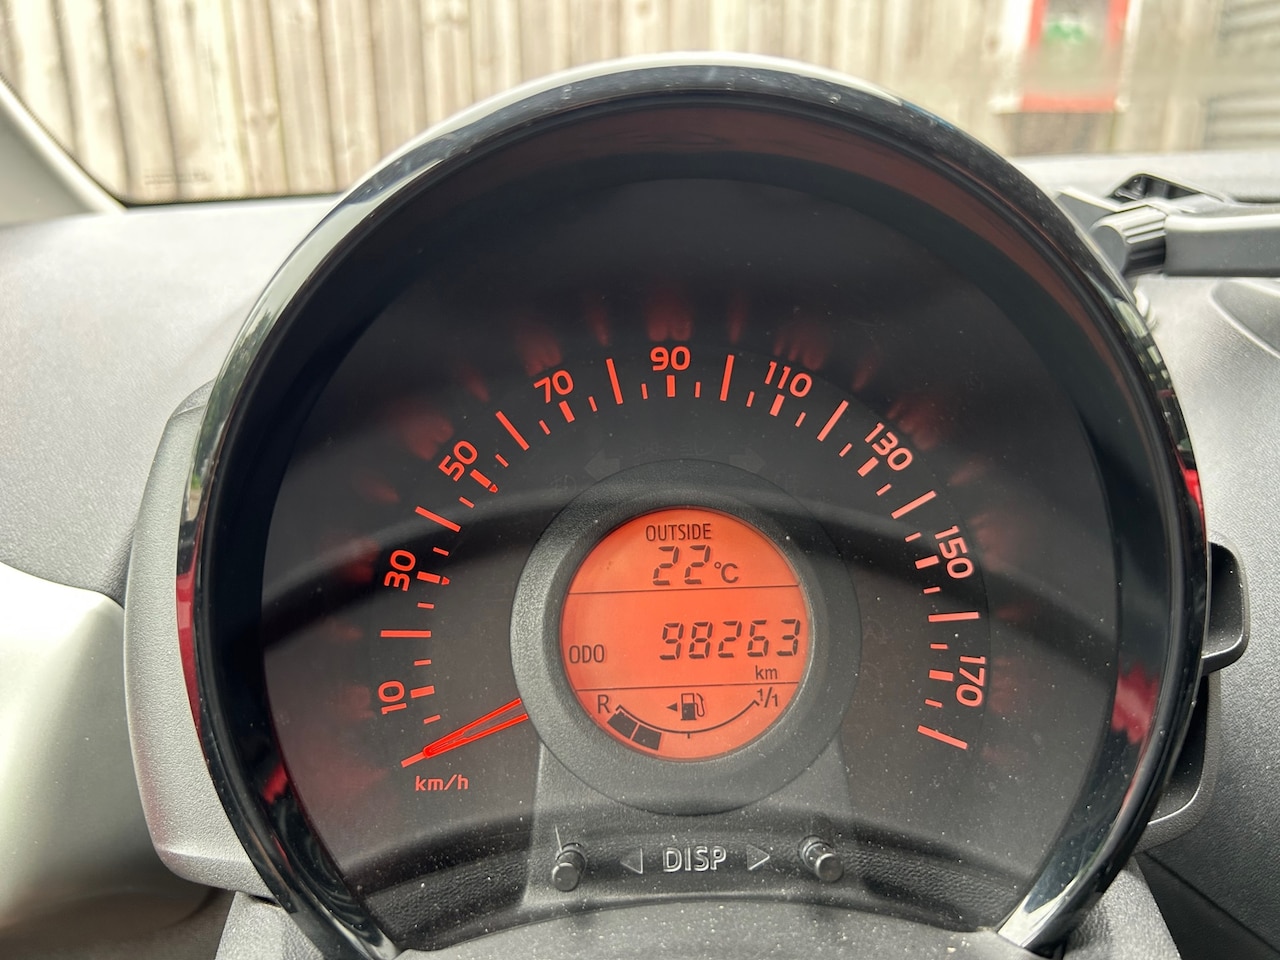 10
30
50
70
90
110
130
150
170
km/h
OUTSIDE
22°C
ODO 98263
km
R 1/1
DISP